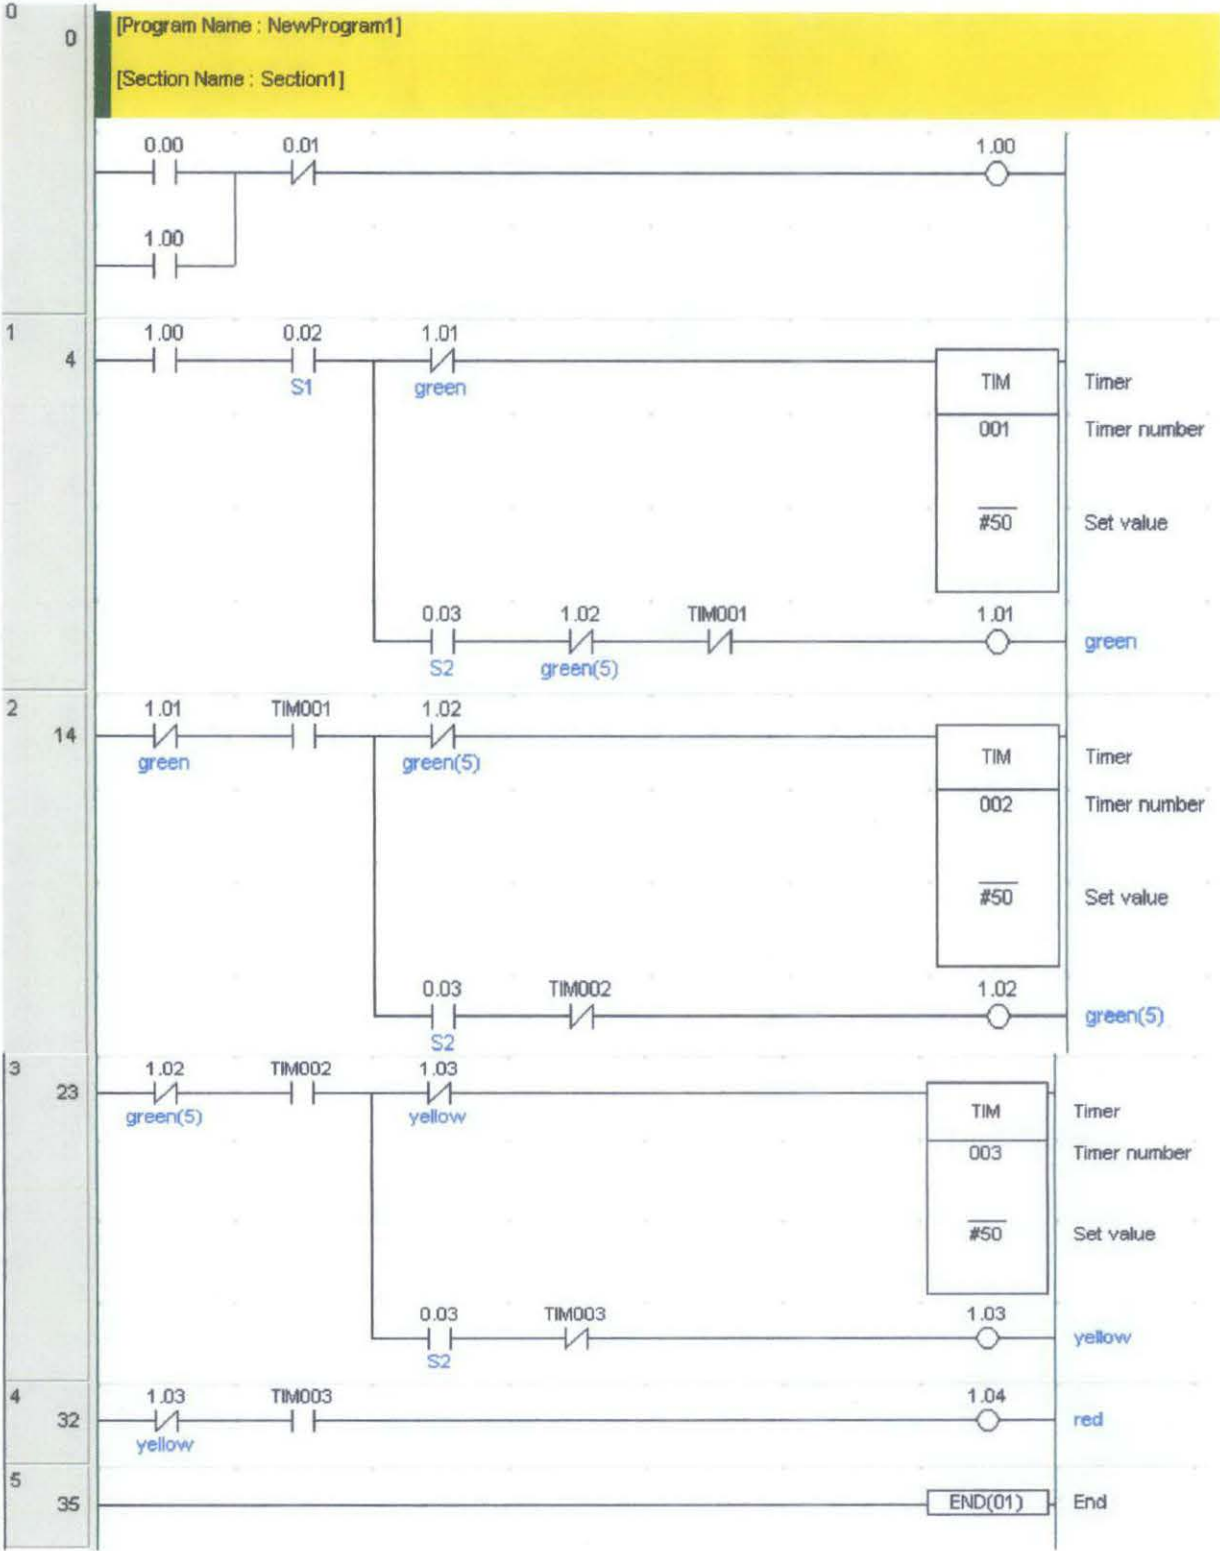 0
0
[Program Name : NewProgram1]
[Section Name : Section1]
0.00
0.01
1.00
1.00
1
4
1.00
0.02
1.01
S1
green
TIM
Timer
001
Timer number
#50
Set value
0.03
1.02
TIM001
1.01
S2
green(5)
green
2
14
1.01
TIM001
1.02
green
green(5)
TIM
Timer
002
Timer number
#50
Set value
0.03
TIM002
1.02
S2
green(5)
3
23
1.02
TIM002
1.03
green(5)
yellow
TIM
Timer
003
Timer number
#50
Set value
0.03
TIM003
1.03
S2
yellow
4
32
1.03
TIM003
1.04
yellow
red
5
35
END(01)
End